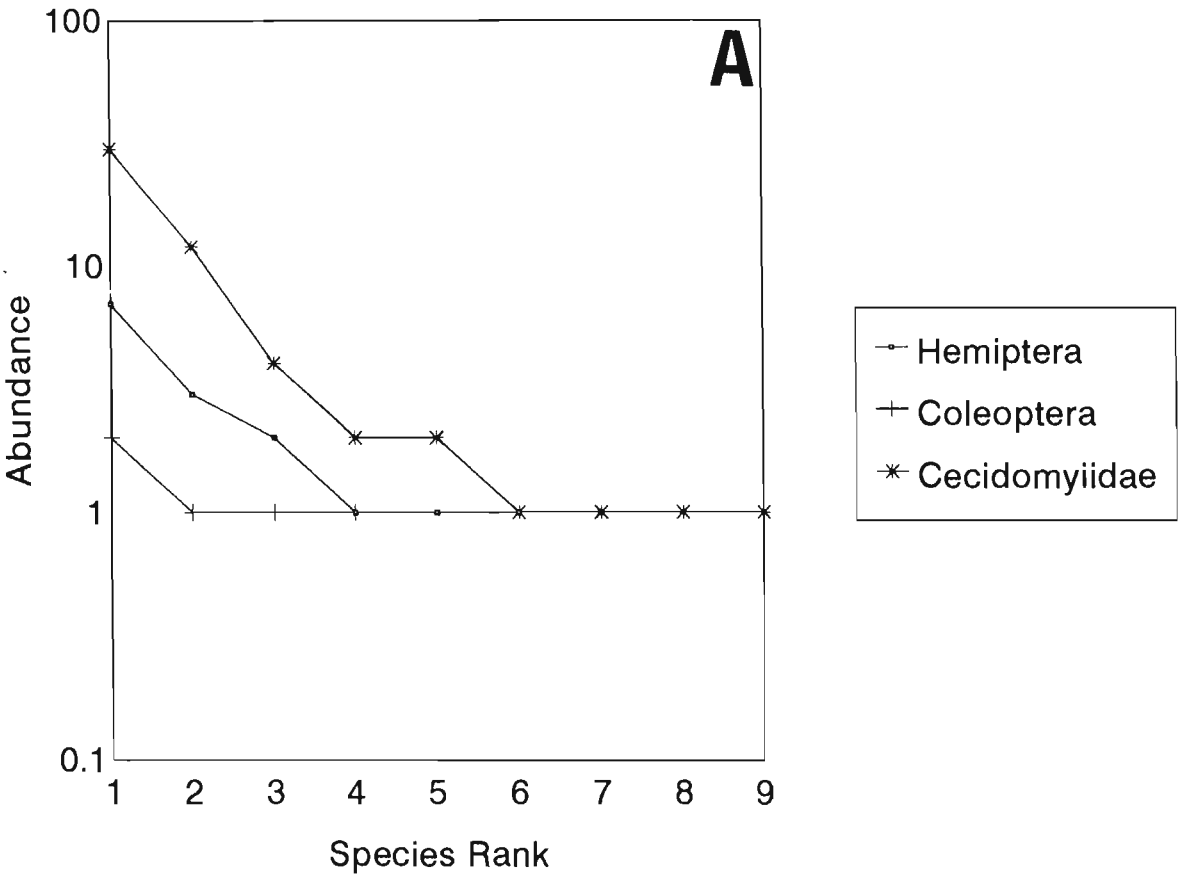 A
100
10
1
0.1
Abundance
1 2 3 4 5 6 7 8 9
Species Rank
Hemiptera
Coleoptera
Cecidomyiidae